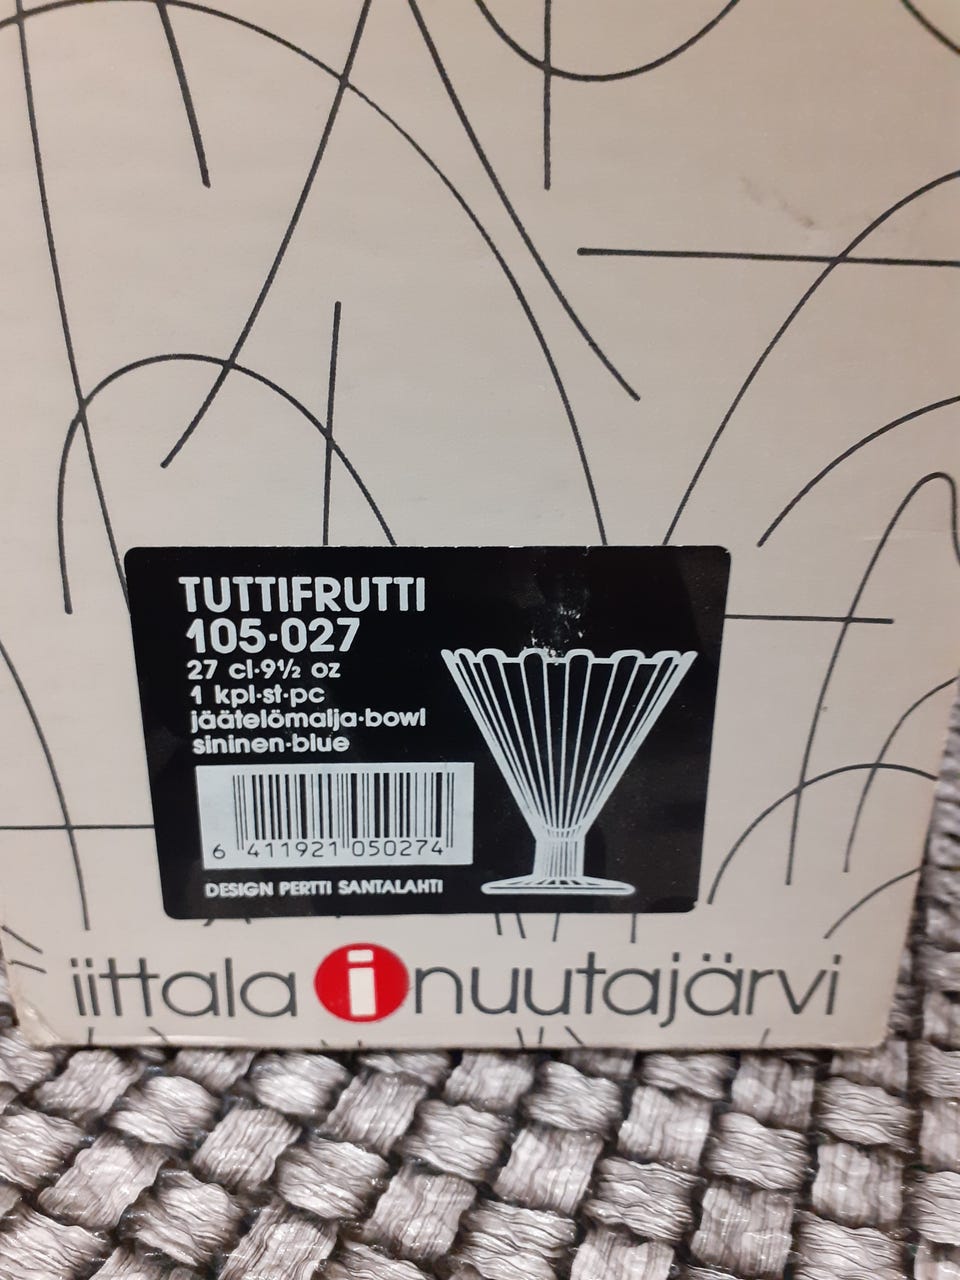 TUTTIFRUTTI
105·027
27 cl·9½ oz
1 kpl·st·pc
jäätelömalja·bowl
sininen·blue
6 411921 050274
DESIGN PERTTI SANTALAHTI
iittala i nuutajärvi